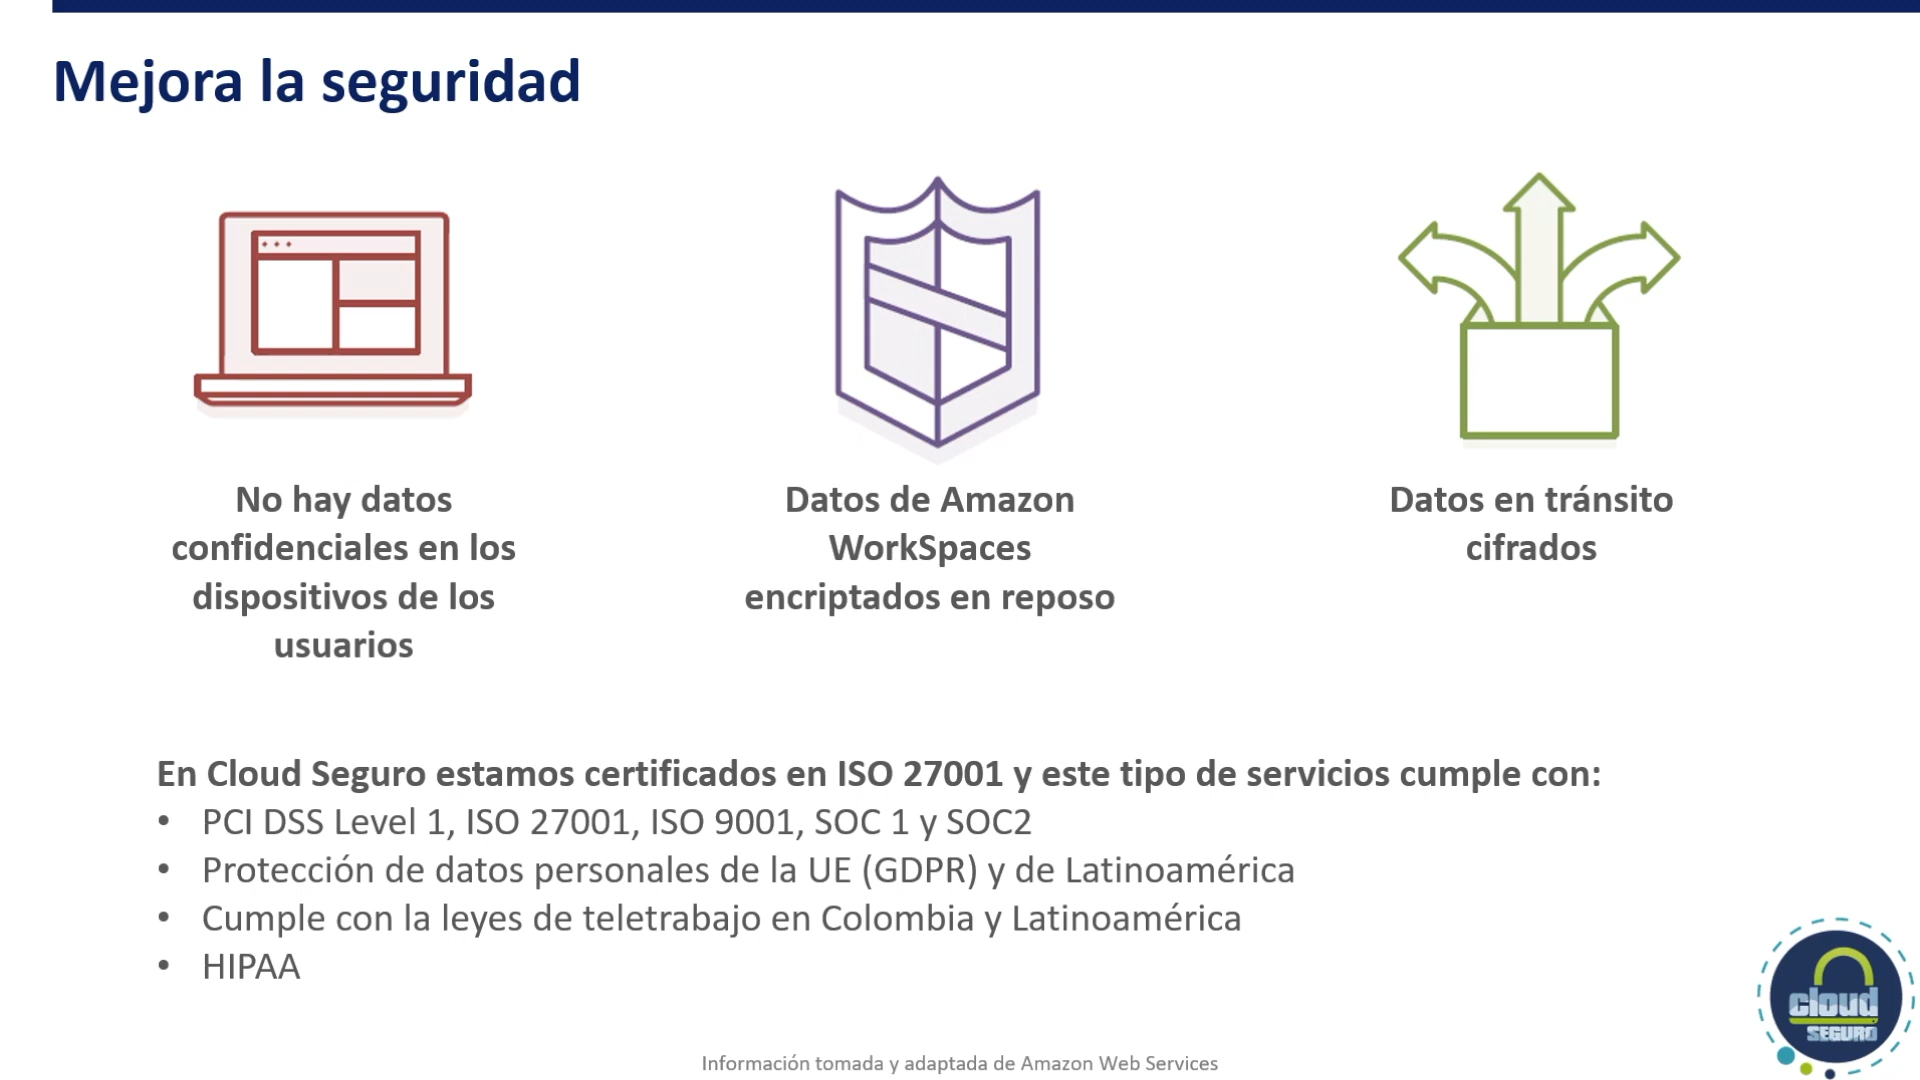 Mejora la seguridad
No hay datos
confidenciales en los
dispositivos de los
usuarios
Datos de Amazon
WorkSpaces
encriptados en reposo
Datos en tránsito
cifrados
En Cloud Seguro estamos certificados en ISO 27001 y este tipo de servicios cumple con:
• PCI DSS Level 1, ISO 27001, ISO 9001, SOC 1 y SOC2
• Protección de datos personales de la UE (GDPR) y de Latinoamérica
• Cumple con la leyes de teletrabajo en Colombia y Latinoamérica
• HIPAA
cloud
SEGURO
Información tomada y adaptada de Amazon Web Services